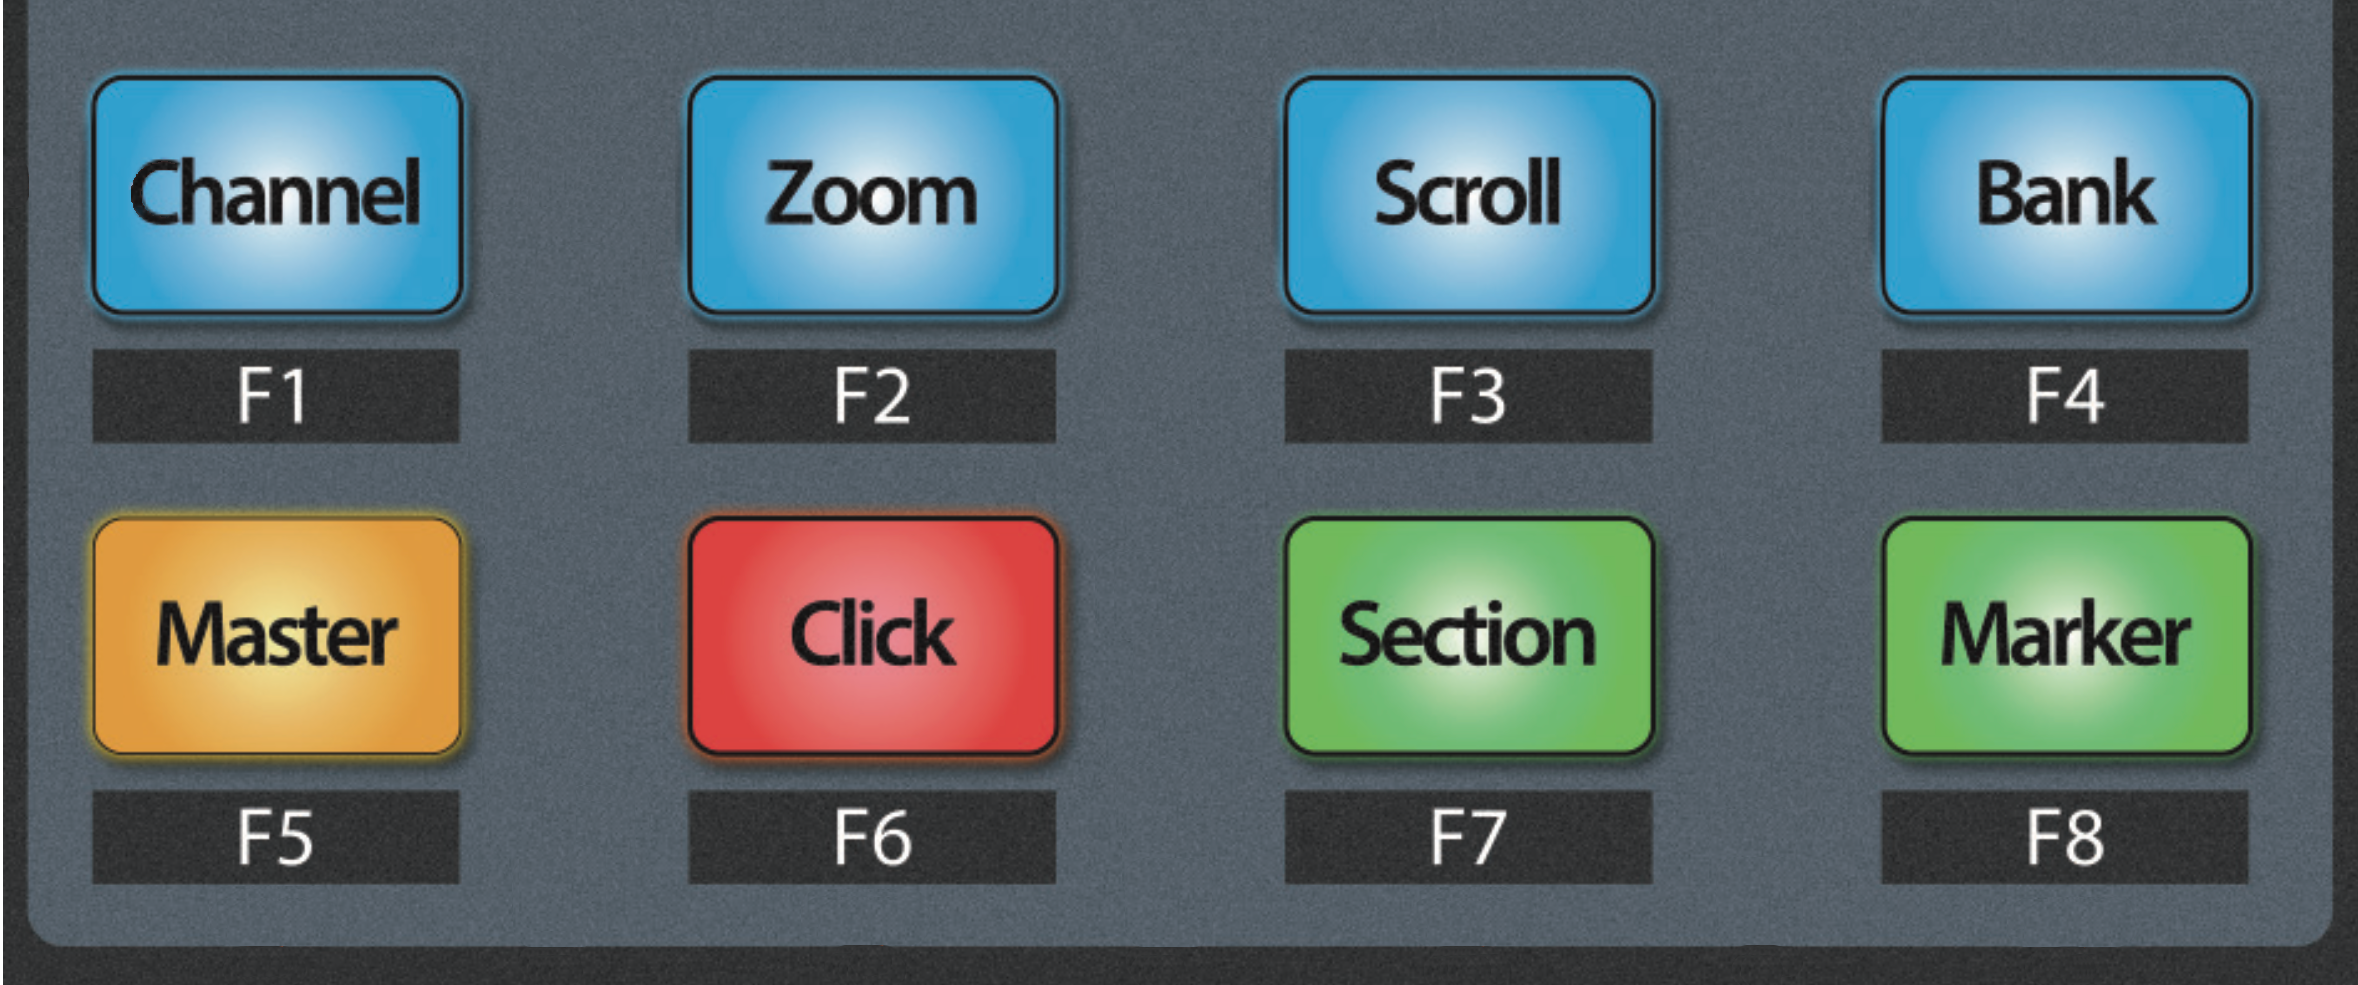 Channel Zoom Scroll Bank
F1 F2 F3 F4
Master Click Section Marker
F5 F6 F7 F8